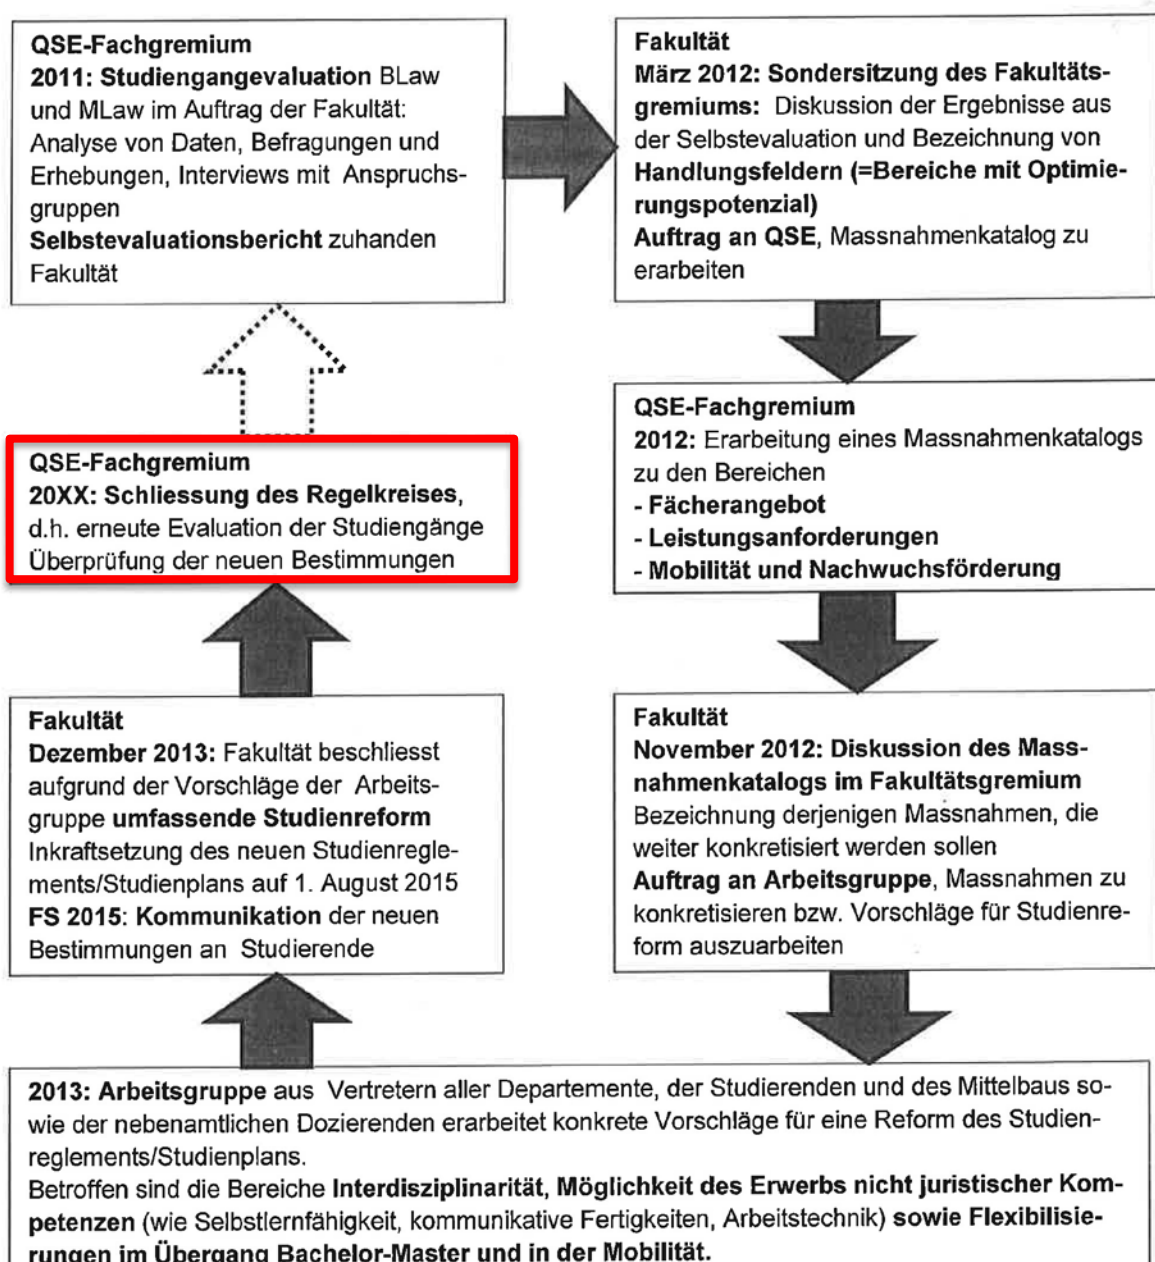 QSE-Fachgremium
2011: Studiengangevaluation BLaw
und MLaw im Auftrag der Fakultät:
Analyse von Daten, Befragungen und
Erhebungen, Interviews mit Anspruchs-
gruppen
Selbstevaluationsbericht zuhanden
Fakultät
Fakultät
März 2012: Sondersitzung des Fakultäts-
gremiums: Diskussion der Ergebnisse aus
der Selbstevaluation und Bezeichnung von
Handlungsfeldern (=Bereiche mit Optimie-
rungspotenzial)
Auftrag an QSE, Massnahmenkatalog zu
erarbeiten
QSE-Fachgremium
2012: Erarbeitung eines Massnahmenkatalogs
zu den Bereichen
- Fächerangebot
- Leistungsanforderungen
- Mobilität und Nachwuchsförderung
Fakultät
November 2012: Diskussion des Mass-
nahmenkatalogs im Fakultätsgremium
Bezeichnung derjenigen Massnahmen, die
weiter konkretisiert werden sollen
Auftrag an Arbeitsgruppe, Massnahmen zu
konkretisieren bzw. Vorschläge für Studienre-
form auszuarbeiten
2013: Arbeitsgruppe aus Vertretern aller Departemente, der Studierenden und des Mittelbaus so-
wie der nebenamtlichen Dozierenden erarbeitet konkrete Vorschläge für eine Reform des Studien-
reglements/Studienplans.
Betroffen sind die Bereiche Interdisziplinarität, Möglichkeit des Erwerbs nicht juristischer Kom-
petenzen (wie Selbstlernfähigkeit, kommunikative Fertigkeiten, Arbeitstechnik) sowie Flexibilisie-
rungen im Übergang Bachelor-Master und in der Mobilität.
Fakultät
Dezember 2013: Fakultät beschliesst
aufgrund der Vorschläge der Arbeits-
gruppe umfassende Studienreform
Inkraftsetzung des neuen Studienregle-
ments/Studienplans auf 1. August 2015
FS 2015: Kommunikation der neuen
Bestimmungen an Studierende
QSE-Fachgremium
20XX: Schliessung des Regelkreises,
d.h. erneute Evaluation der Studiengänge
Überprüfung der neuen Bestimmungen